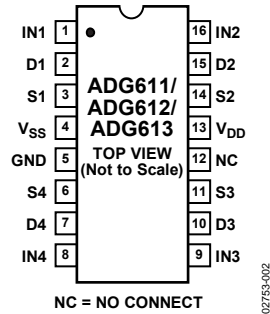 IN1 1 16 IN2
D1 2 15 D2
S1 3 ADG611/ 14 S2
VSS 4 ADG612/ 13 VDD
ADG613
GND 5 TOP VIEW 12 NC
S4 6 (Not to Scale) 11 S3
D4 7 10 D3
IN4 8 9 IN3
NC = NO CONNECT
02753-002